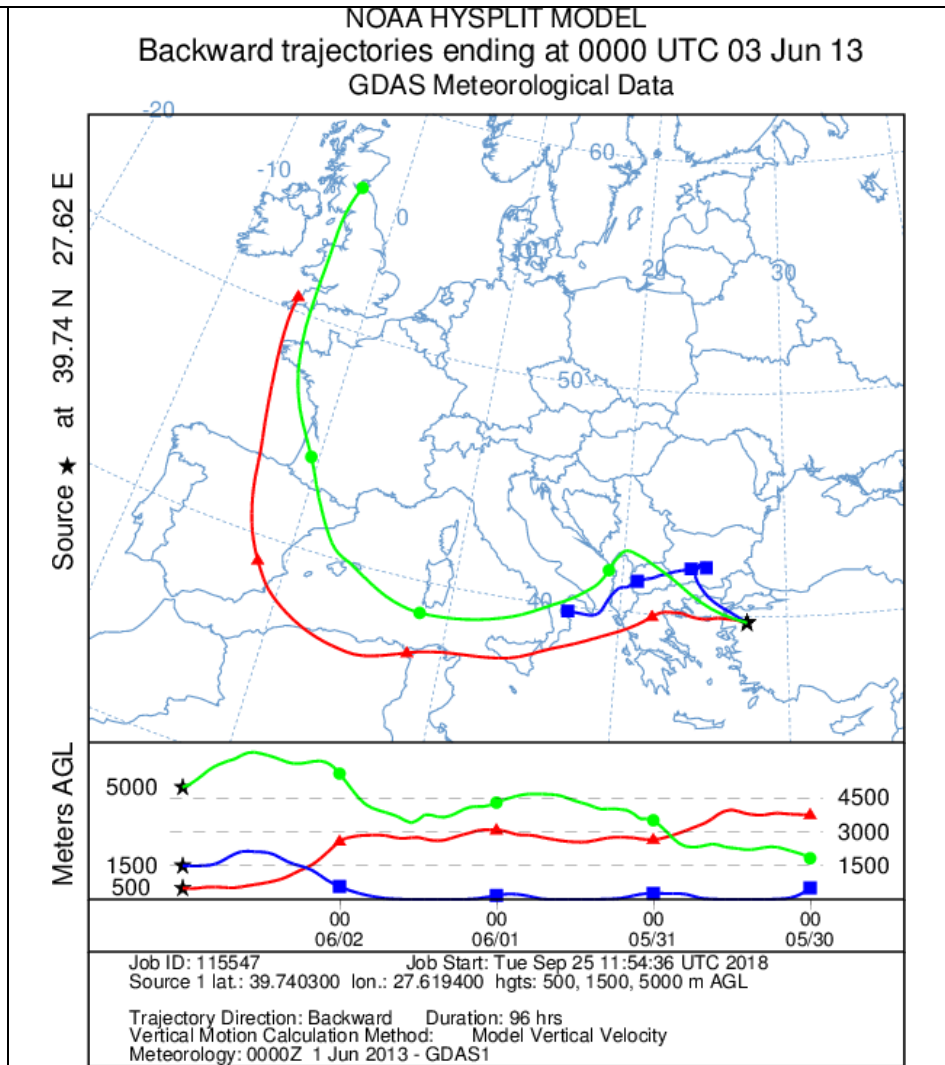 NOAA HYSPLIT MODEL
Backward trajectories ending at 0000 UTC 03 Jun 13
GDAS Meteorological Data
Source ★ at 39.74 N 27.62 E
-20
-10
0
60
20
30
50
40
Meters AGL
5000
1500
500
4500
3000
1500
00 00 00 00
06/02 06/01 05/31 05/30
Job ID: 115547 Job Start: Tue Sep 25 11:54:36 UTC 2018
Source 1 lat.: 39.740300 lon.: 27.619400 hgts: 500, 1500, 5000 m AGL
Trajectory Direction: Backward Duration: 96 hrs
Vertical Motion Calculation Method: Model Vertical Velocity
Meteorology: 0000Z 1 Jun 2013 - GDAS1